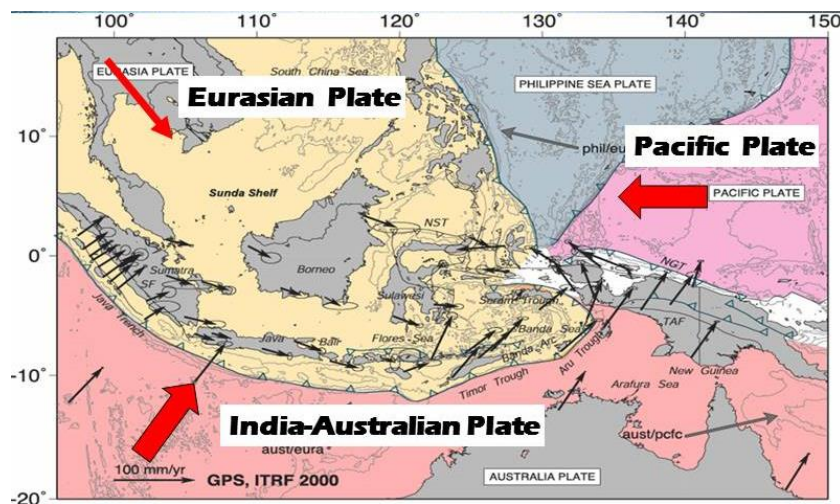 100° 110° 120° 130° 140° 150°
EURASIA PLATE
South China Sea
PHILIPPINE SEA PLATE
Eurasian Plate
10°
phil/eu
Pacific Plate
Sunda Shelf
PACIFIC PLATE
NST
0°
NGT
Sumatra
SF
Borneo
Sulawesi
Seram Trough
Java Trench
Java
Bali
Flores Sea
Banda Sea
Banda Arc
TAF
Aru Trough
New Guinea
-10°
Timor Trough
Arafura Sea
India-Australian Plate
aust/eura
aust/pcfc
100 mm/yr
GPS, ITRF 2000
AUSTRALIA PLATE
-20°